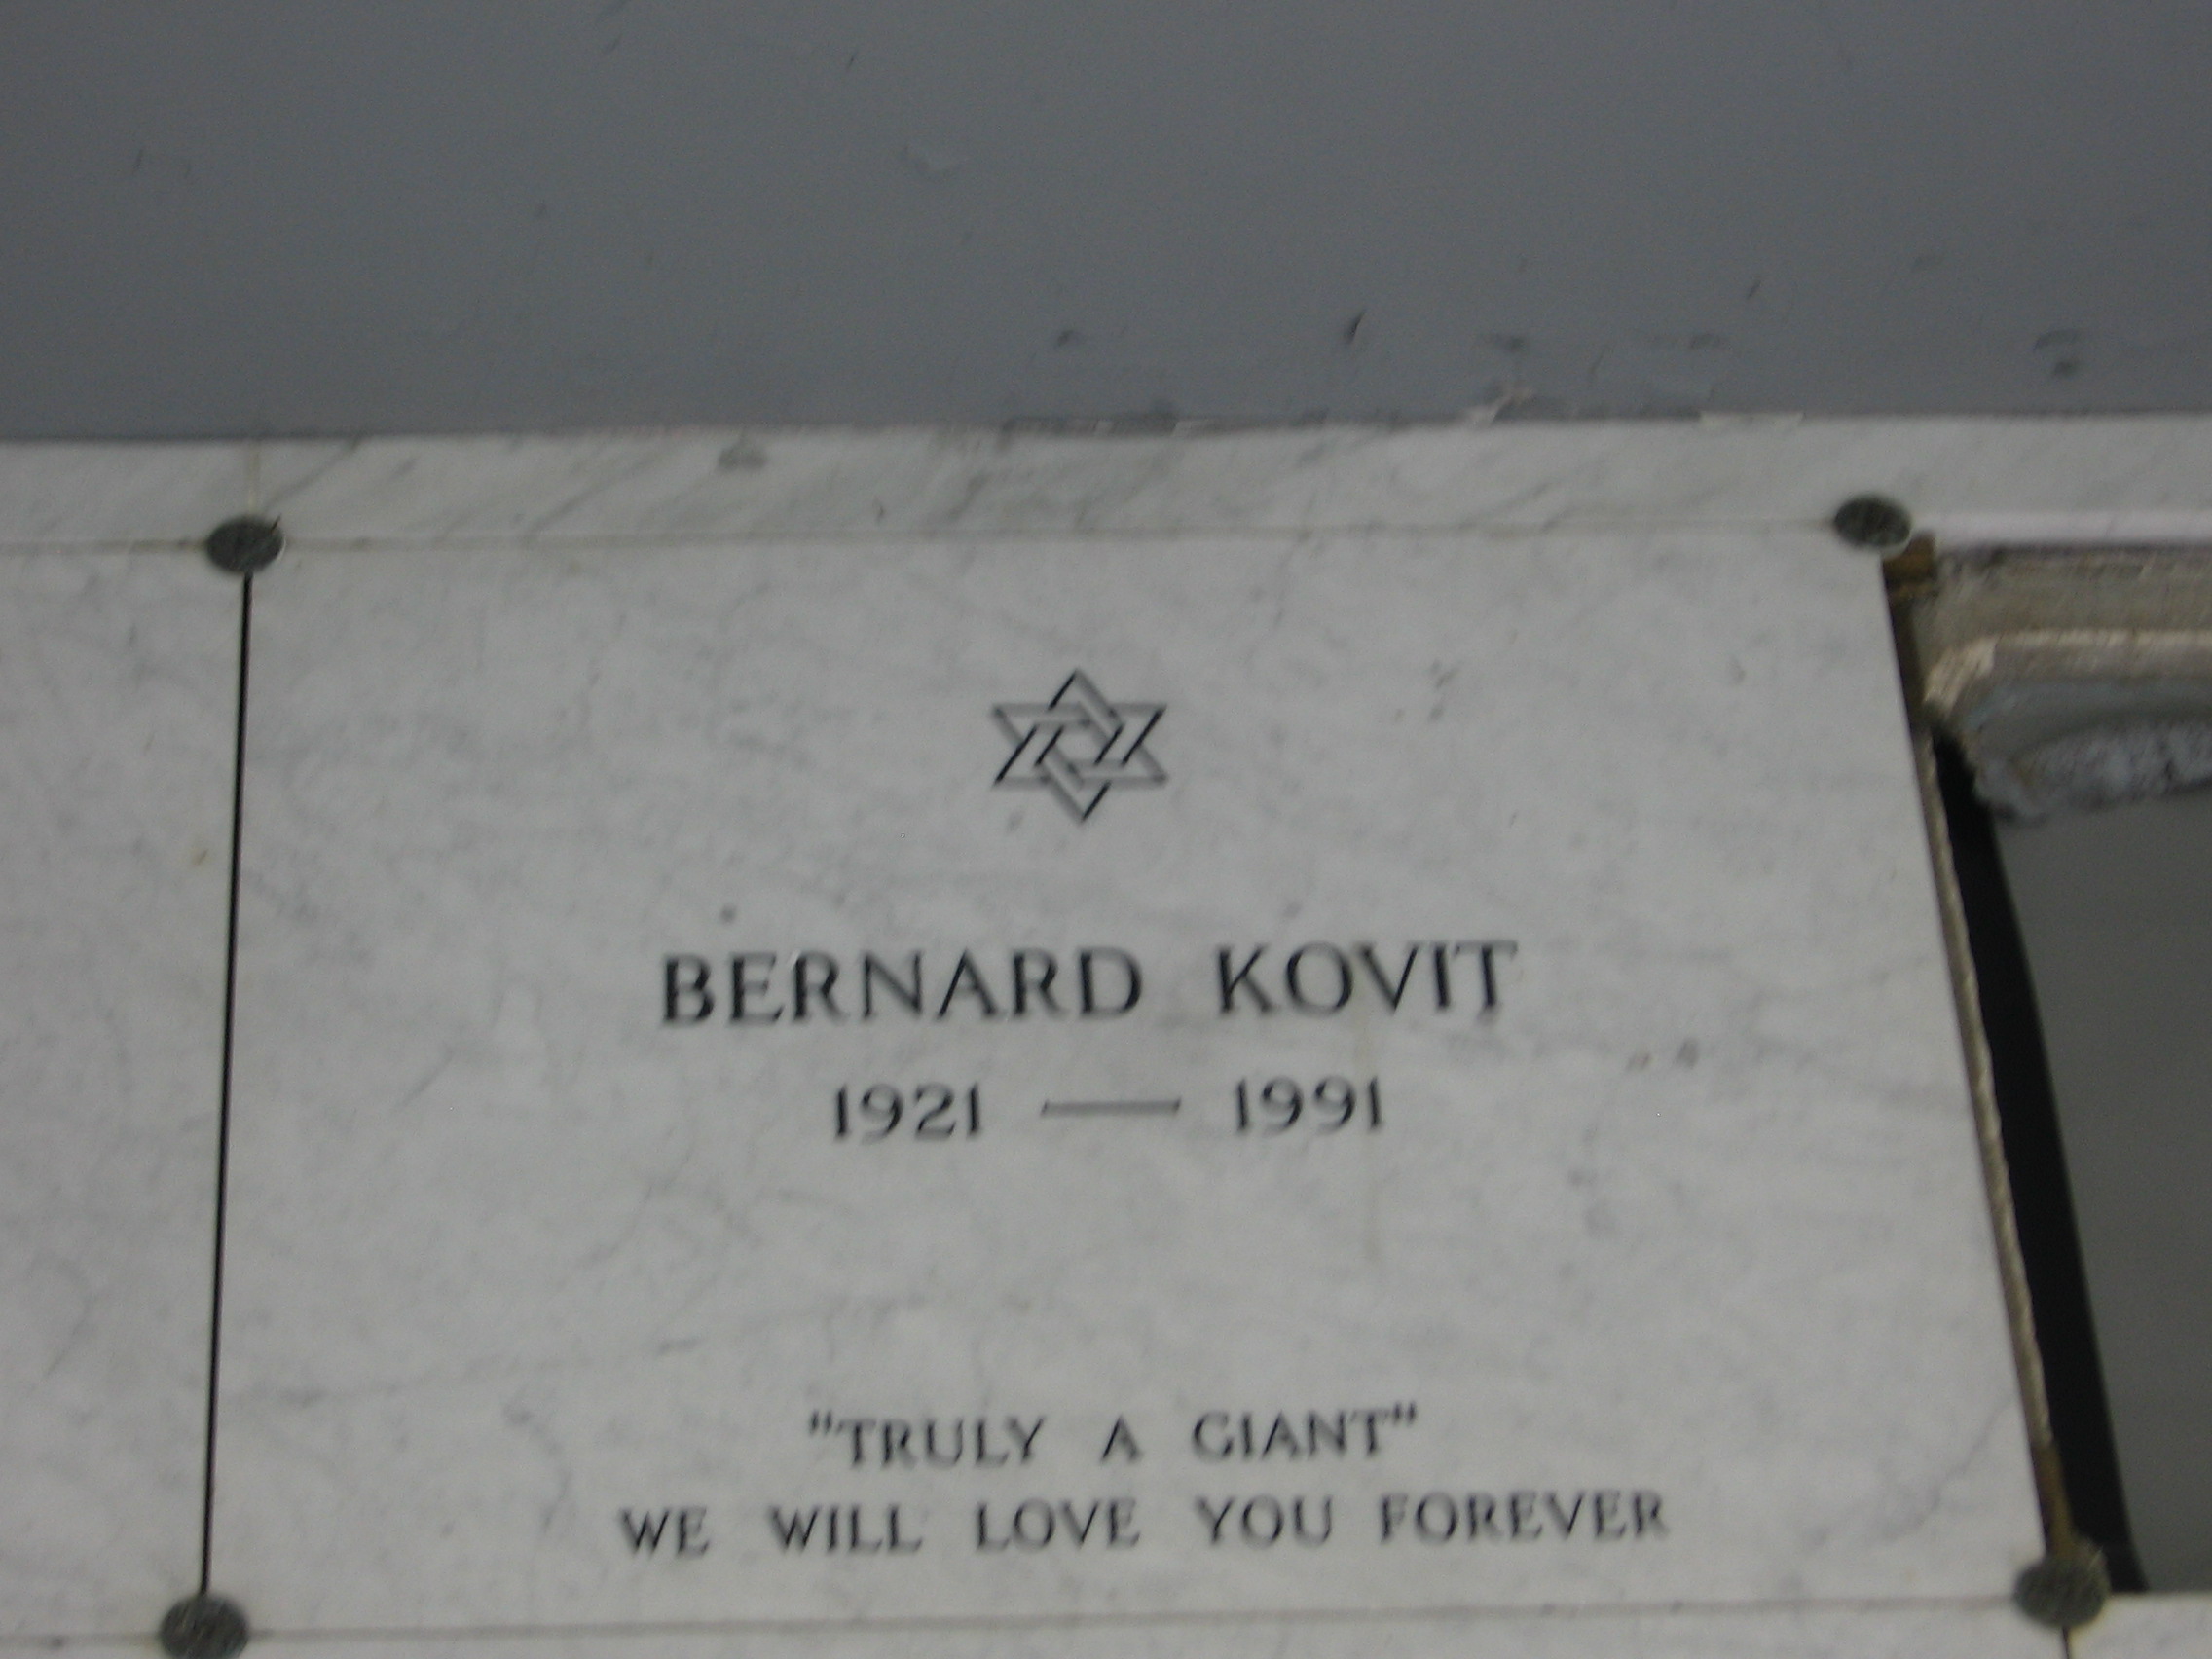 BERNARD KOVIT
1921 — 1991
"TRULY A GIANT"
WE WILL LOVE YOU FOREVER